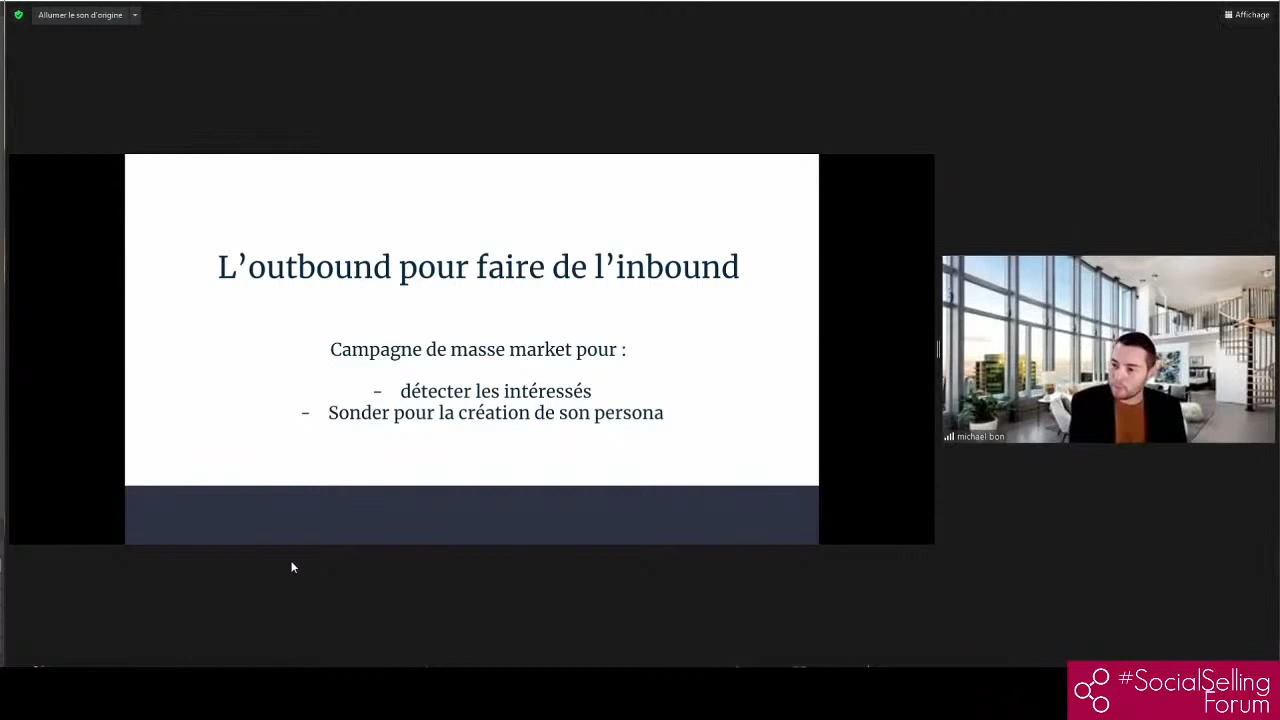 Allumer le son d'origine
Affichage
L'outbound pour faire de l'inbound
Campagne de masse market pour :
- détecter les intéressés
- Sonder pour la création de son persona
michael bon
#SocialSelling
Forum